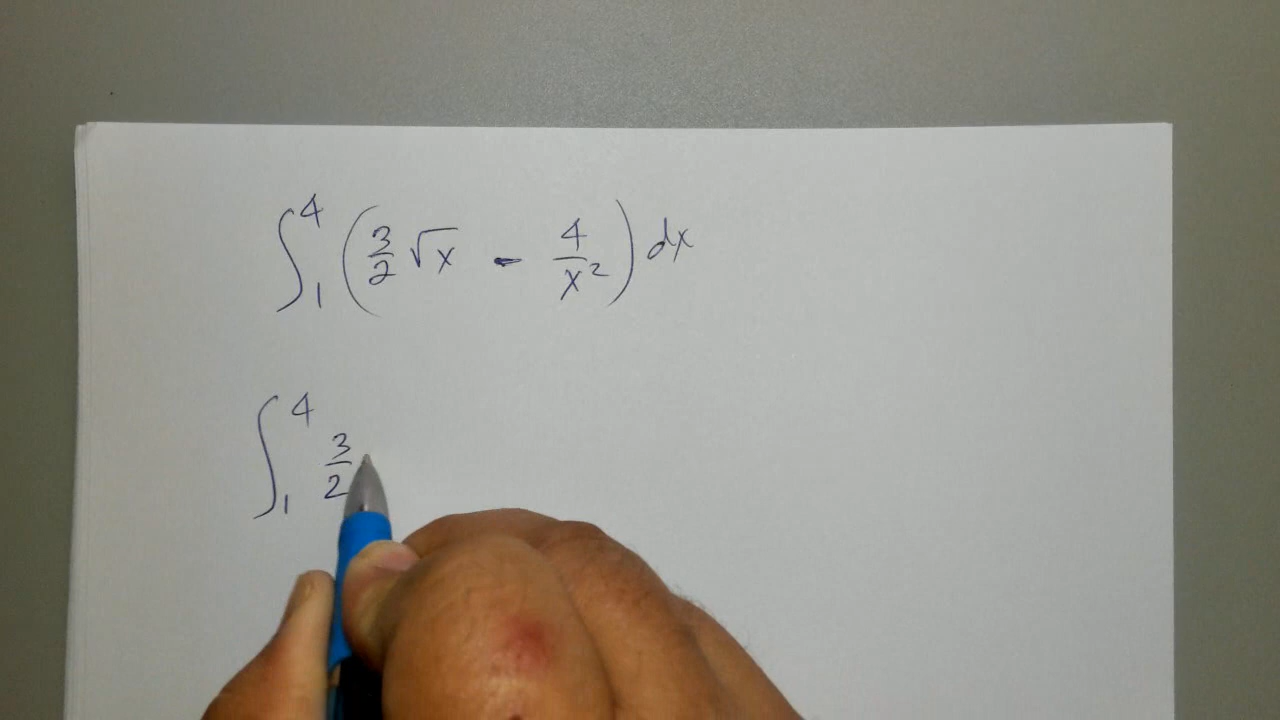 ∫₁⁴ (3/2 √x - 4/x²) dx
∫₁⁴ 3/2